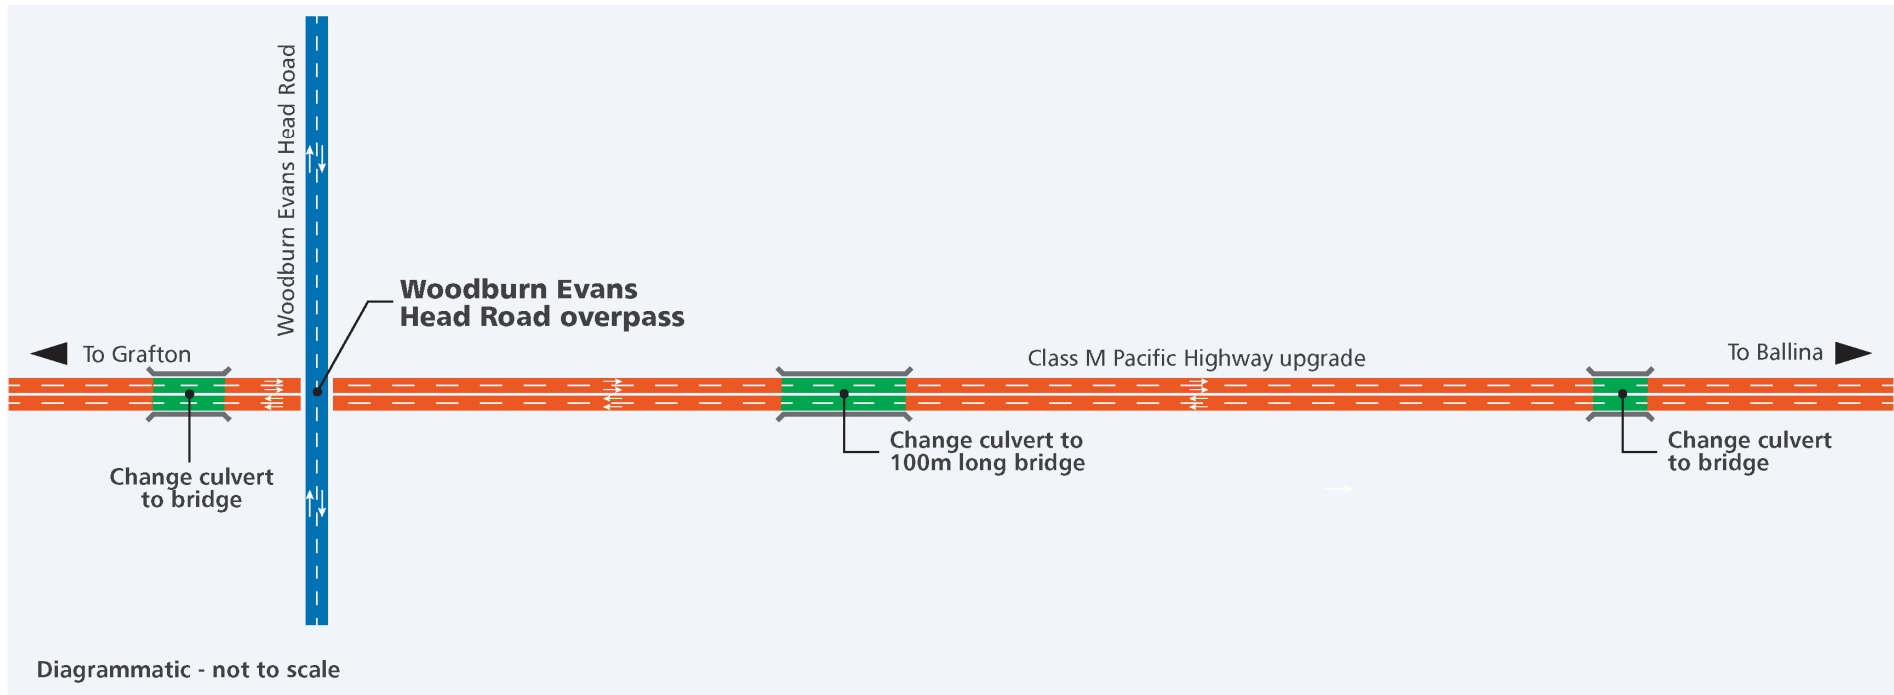 Woodburn Evans Head Road
Woodburn Evans
Head Road overpass
To Grafton
Class M Pacific Highway upgrade
To Ballina
Change culvert
to bridge
Change culvert to
100m long bridge
Change culvert
to bridge
Diagrammatic - not to scale